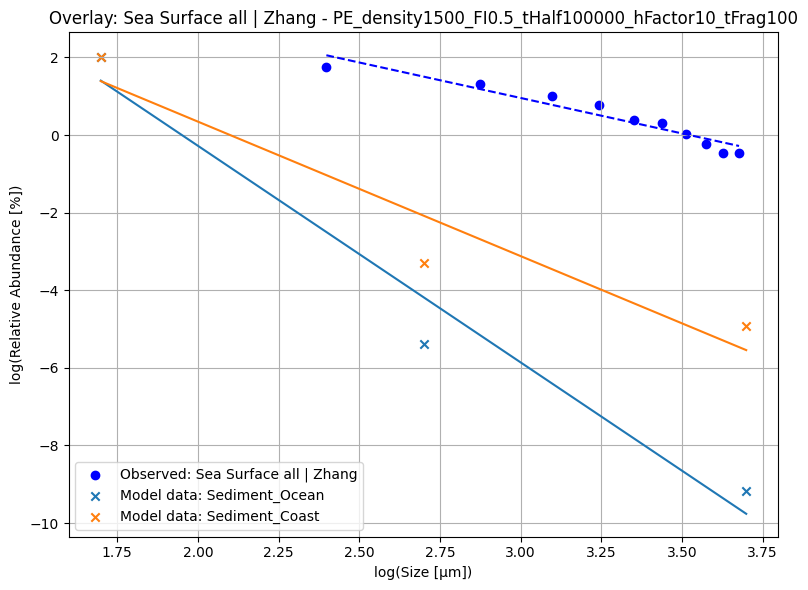 Overlay: Sea Surface all | Zhang - PE_density1500_FI0.5_tHalf100000_hFactor10_tFrag100
log(Relative Abundance [%])
2
0
−2
−4
−6
−8
−10
Observed: Sea Surface all | Zhang
Model data: Sediment_Ocean
Model data: Sediment_Coast
1.75
2.00
2.25
2.50
2.75
3.00
3.25
3.50
3.75
log(Size [μm])